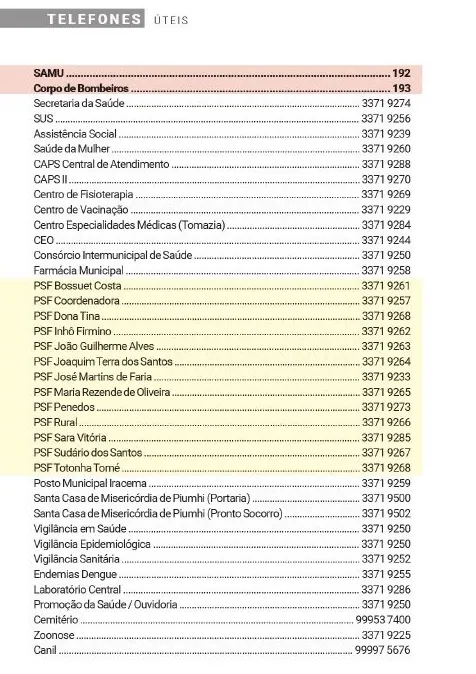 TELEFONES ÚTEIS
SAMU 192
Corpo de Bombeiros 193
Secretaria da Saúde 3371 9274
SUS 3371 9256
Assistência Social 3371 9239
Saúde da Mulher 3371 9260
CAPS Central de Atendimento 3371 9288
CAPS II 3371 9270
Centro de Fisioterapia 3371 9269
Centro de Vacinação 3371 9229
Centro Especialidades Médicas (Tomazia) 3371 9284
CEO 3371 9244
Consórcio Intermunicipal de Saúde 3371 9250
Farmácia Municipal 3371 9258
PSF Bossuet Costa 3371 9261
PSF Coordenadora 3371 9257
PSF Dona Tina 3371 9268
PSF Inhô Firmino 3371 9262
PSF João Guilherme Alves 3371 9263
PSF Joaquim Terra dos Santos 3371 9264
PSF José Martins de Faria 3371 9233
PSF Maria Rezende de Oliveira 3371 9265
PSF Penedos 3371 9273
PSF Rural 3371 9266
PSF Sara Vitória 3371 9285
PSF Sudário dos Santos 3371 9267
PSF Totonha Tomé 3371 9268
Posto Municipal Iracema 3371 9259
Santa Casa de Misericórdia de Piumhi (Portaria) 3371 9500
Santa Casa de Misericórdia de Piumhi (Pronto Socorro) 3371 9502
Vigilância em Saúde 3371 9250
Vigilância Epidemiológica 3371 9250
Vigilância Sanitária 3371 9252
Endemias Dengue 3371 9255
Laboratório Central 3371 9286
Promoção da Saúde / Ouvidoria 3371 9250
Cemitério 99953 7400
Zoonose 3371 9225
Canil 99997 5676